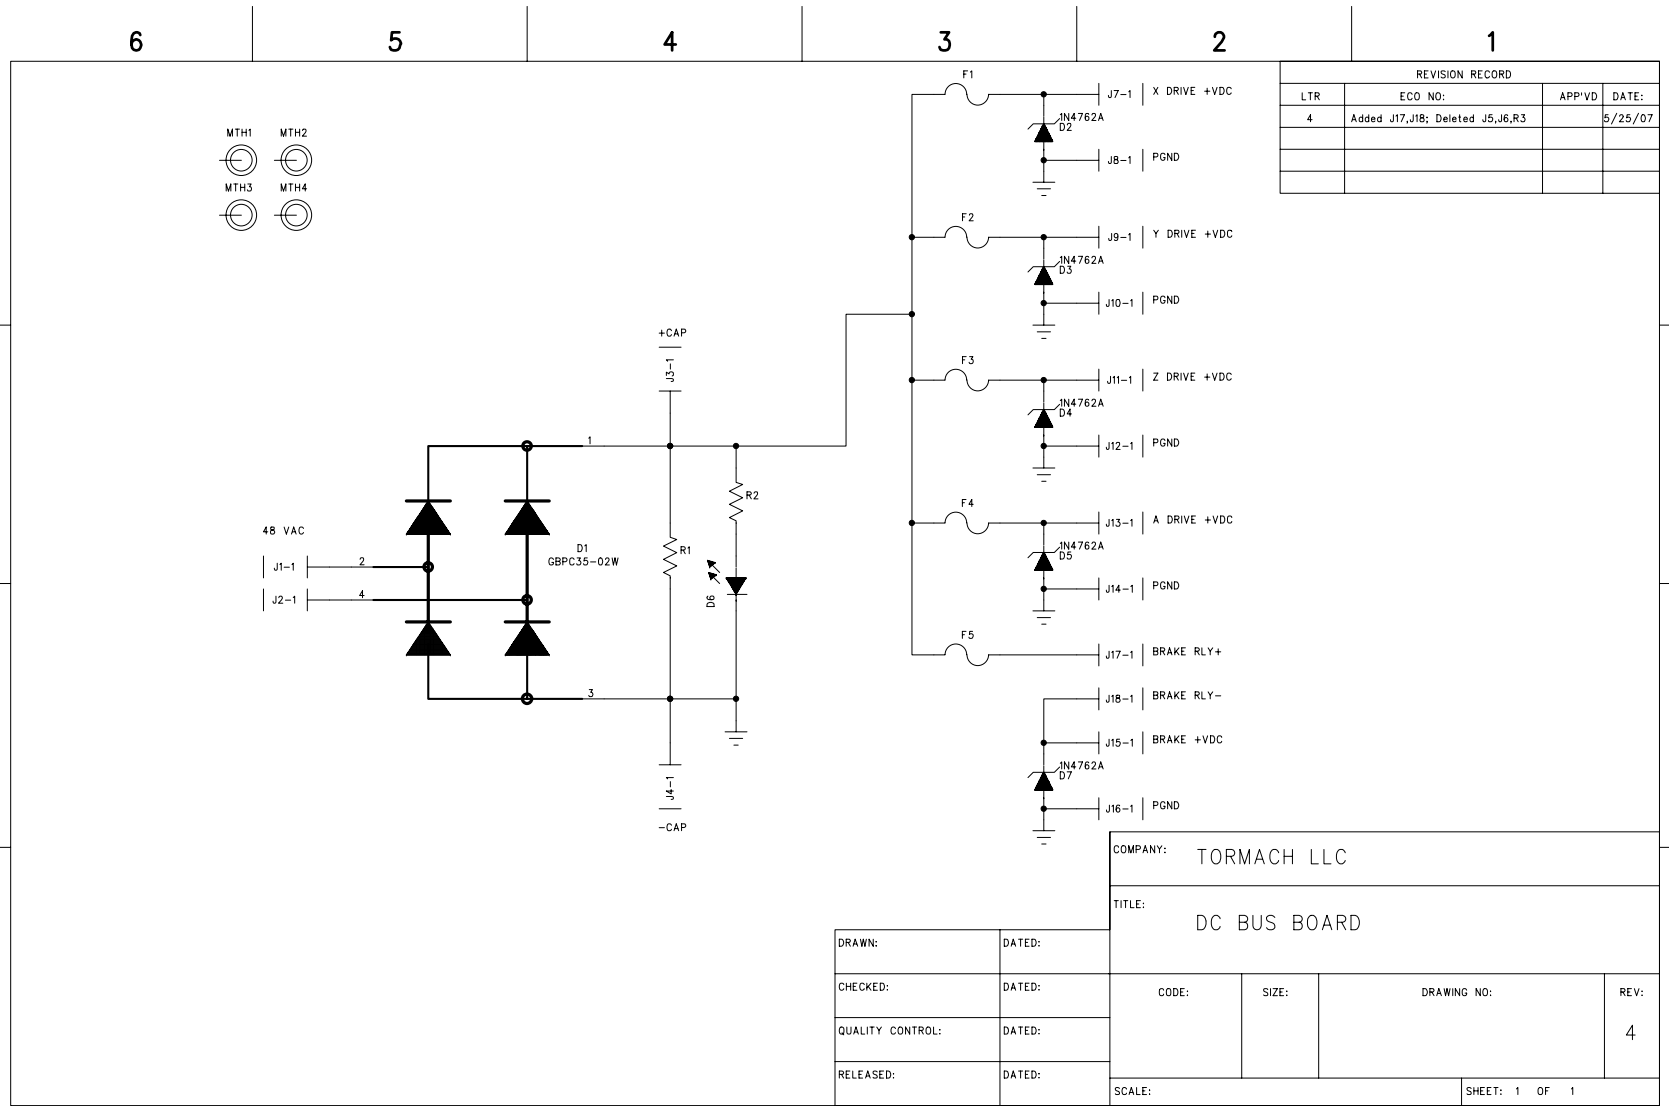 6 5 4 3 2 1
REVISION RECORD
LTR ECO NO: APP'VD DATE:
4 Added J17,J18; Deleted J5,J6,R3 5/25/07
MTH1 MTH2
MTH3 MTH4
F1
J7-1 X DRIVE +VDC
1N4762A
D2
J8-1 PGND
F2
J9-1 Y DRIVE +VDC
1N4762A
D3
J10-1 PGND
+CAP
J3-1
F3
J11-1 Z DRIVE +VDC
1N4762A
D4
J12-1 PGND
1
R2
48 VAC
J1-1 2
J2-1 4
D1
GBPC35-02W
R1
D6
3
J4-1
-CAP
F4
J13-1 A DRIVE +VDC
1N4762A
D5
J14-1 PGND
F5
J17-1 BRAKE RLY+
J18-1 BRAKE RLY-
J15-1 BRAKE +VDC
1N4762A
D7
J16-1 PGND
COMPANY: TORMACH LLC
TITLE: DC BUS BOARD
DRAWN: DATED:
CHECKED: DATED:
QUALITY CONTROL: DATED:
RELEASED: DATED:
CODE: SIZE: DRAWING NO: REV:
4
SCALE: SHEET: 1 OF 1